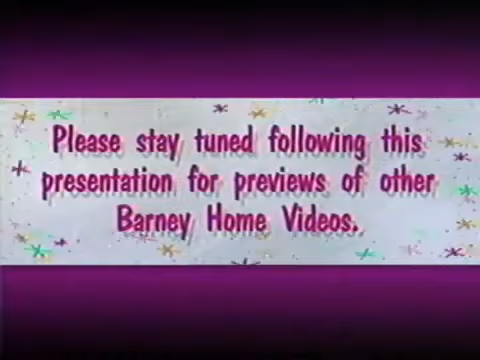 Please stay tuned following this
presentation for previews of other
Barney Home Videos.